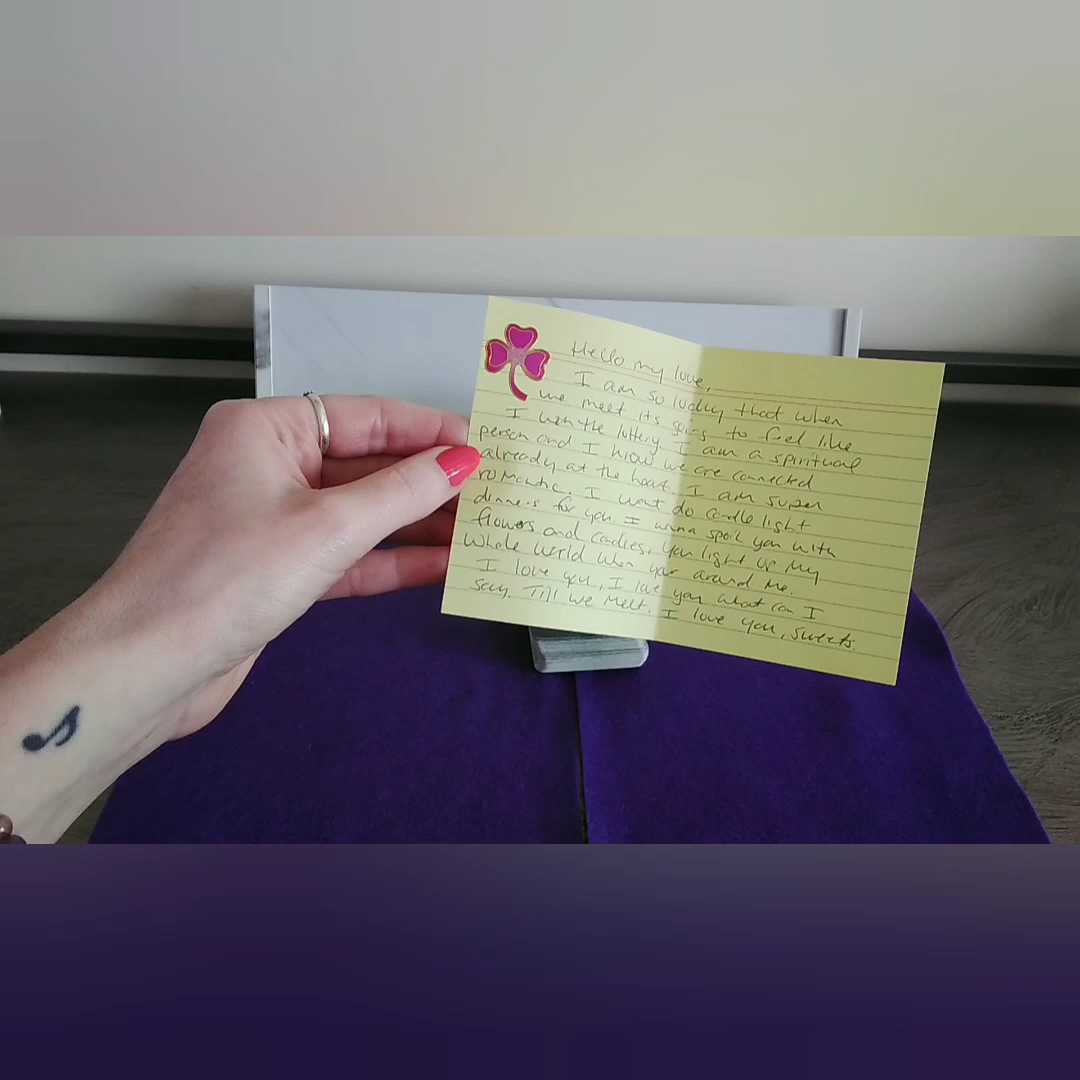 Hello my love,
I am so lucky that when
we meet it's going to feel like
I won the lottery. I am a spiritual
person and I know we are connected
already at the heart. I am super
romantic. I want do candle light
dinners for you. I wanna spoil you with
flowers and candies. You light up my
whole world when your around me.
I love you, I love you what can I
say. Till we meet. I love you, sweets.